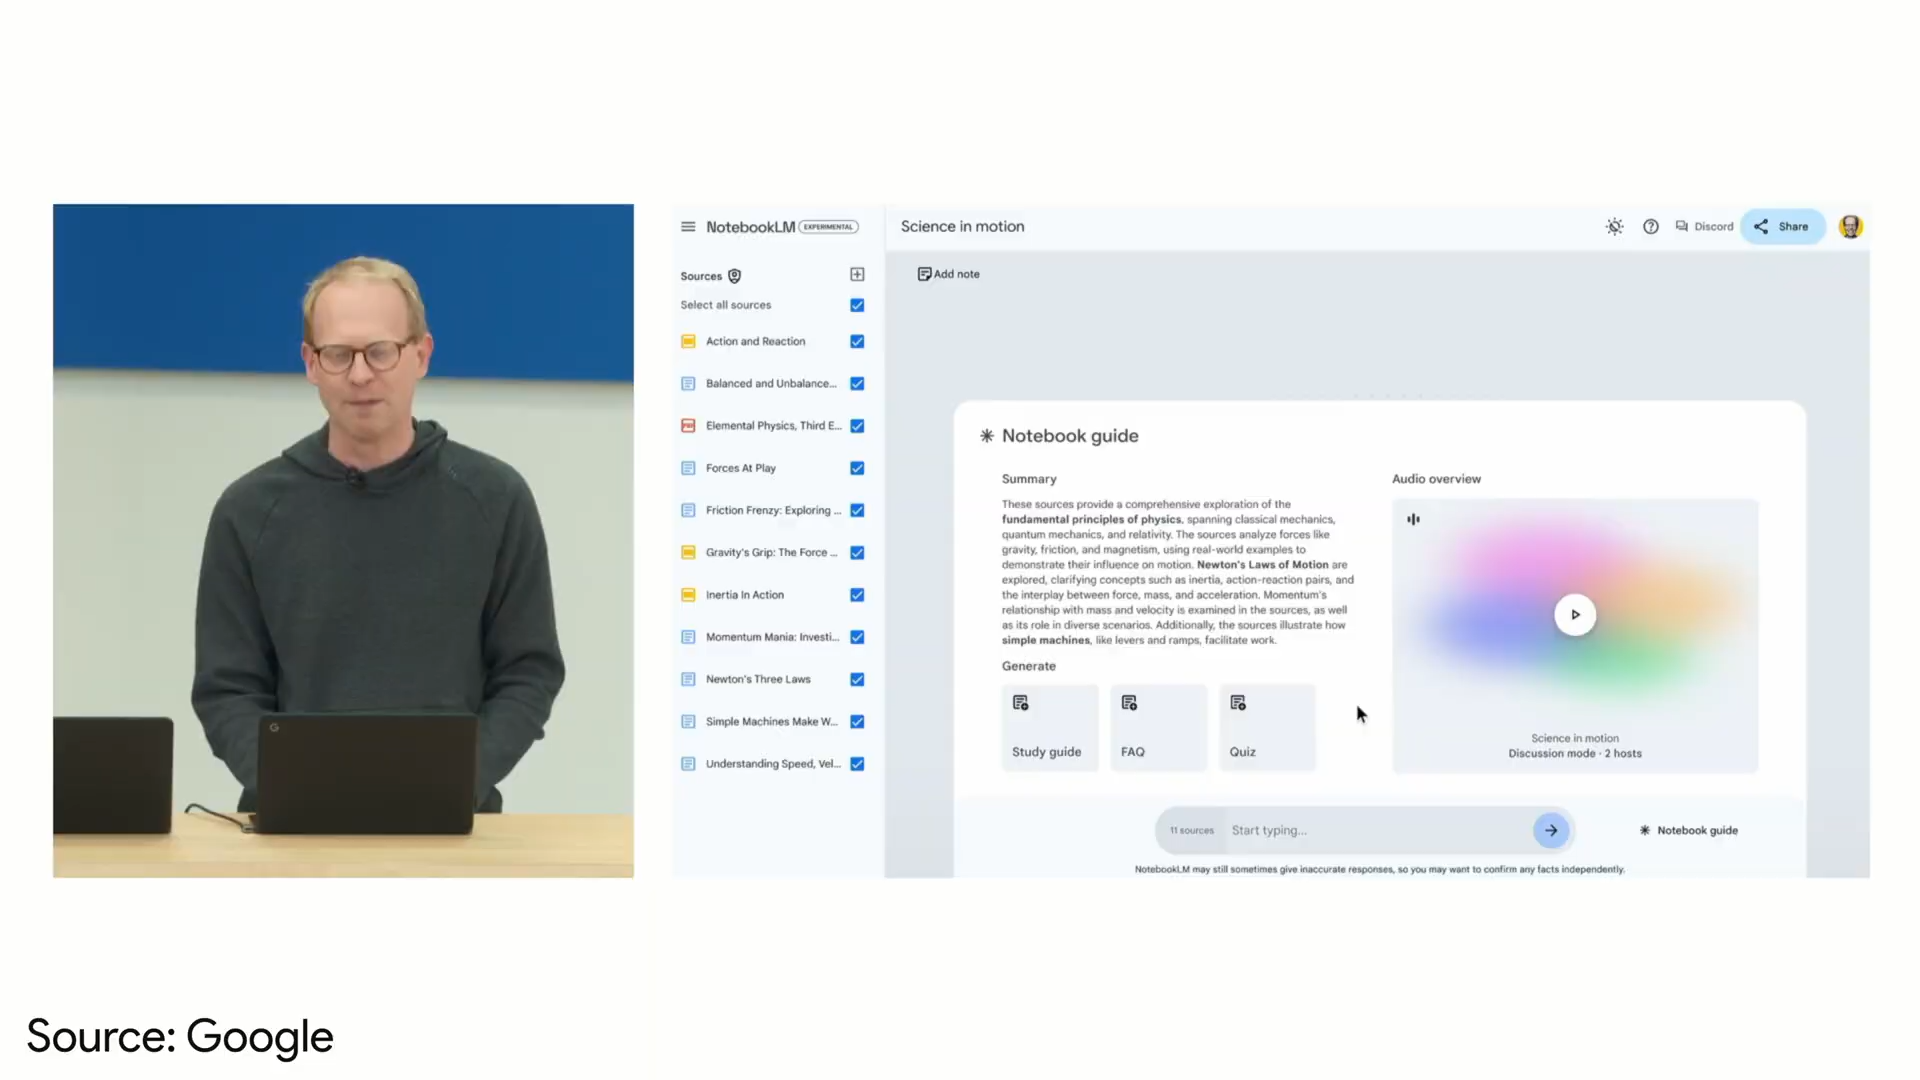 NotebookLM EXPERIMENTAL
Science in motion
Discord
Share
Sources
Select all sources
Action and Reaction
Balanced and Unbalance...
Elemental Physics, Third E...
Forces At Play
Friction Frenzy: Exploring ...
Gravity's Grip: The Force ...
Inertia In Action
Momentum Mania: Investi...
Newton's Three Laws
Simple Machines Make W...
Understanding Speed, Vel...
Add note
Notebook guide
Summary
These sources provide a comprehensive exploration of the
fundamental principles of physics, spanning classical mechanics,
quantum mechanics, and relativity. The sources analyze forces like
gravity, friction, and magnetism, using real-world examples to
demonstrate their influence on motion. Newton's Laws of Motion are
explored, clarifying concepts such as inertia, action-reaction pairs, and
the interplay between force, mass, and acceleration. Momentum's
relationship with mass and velocity is examined in the sources, as well
as its role in diverse scenarios. Additionally, the sources illustrate how
simple machines, like levers and ramps, facilitate work.
Generate
Study guide
FAQ
Quiz
Audio overview
Science in motion
Discussion mode · 2 hosts
11 sources
Start typing...
Notebook guide
NotebookLM may still sometimes give inaccurate responses, so you may want to confirm any facts independently.
G
Source: Google